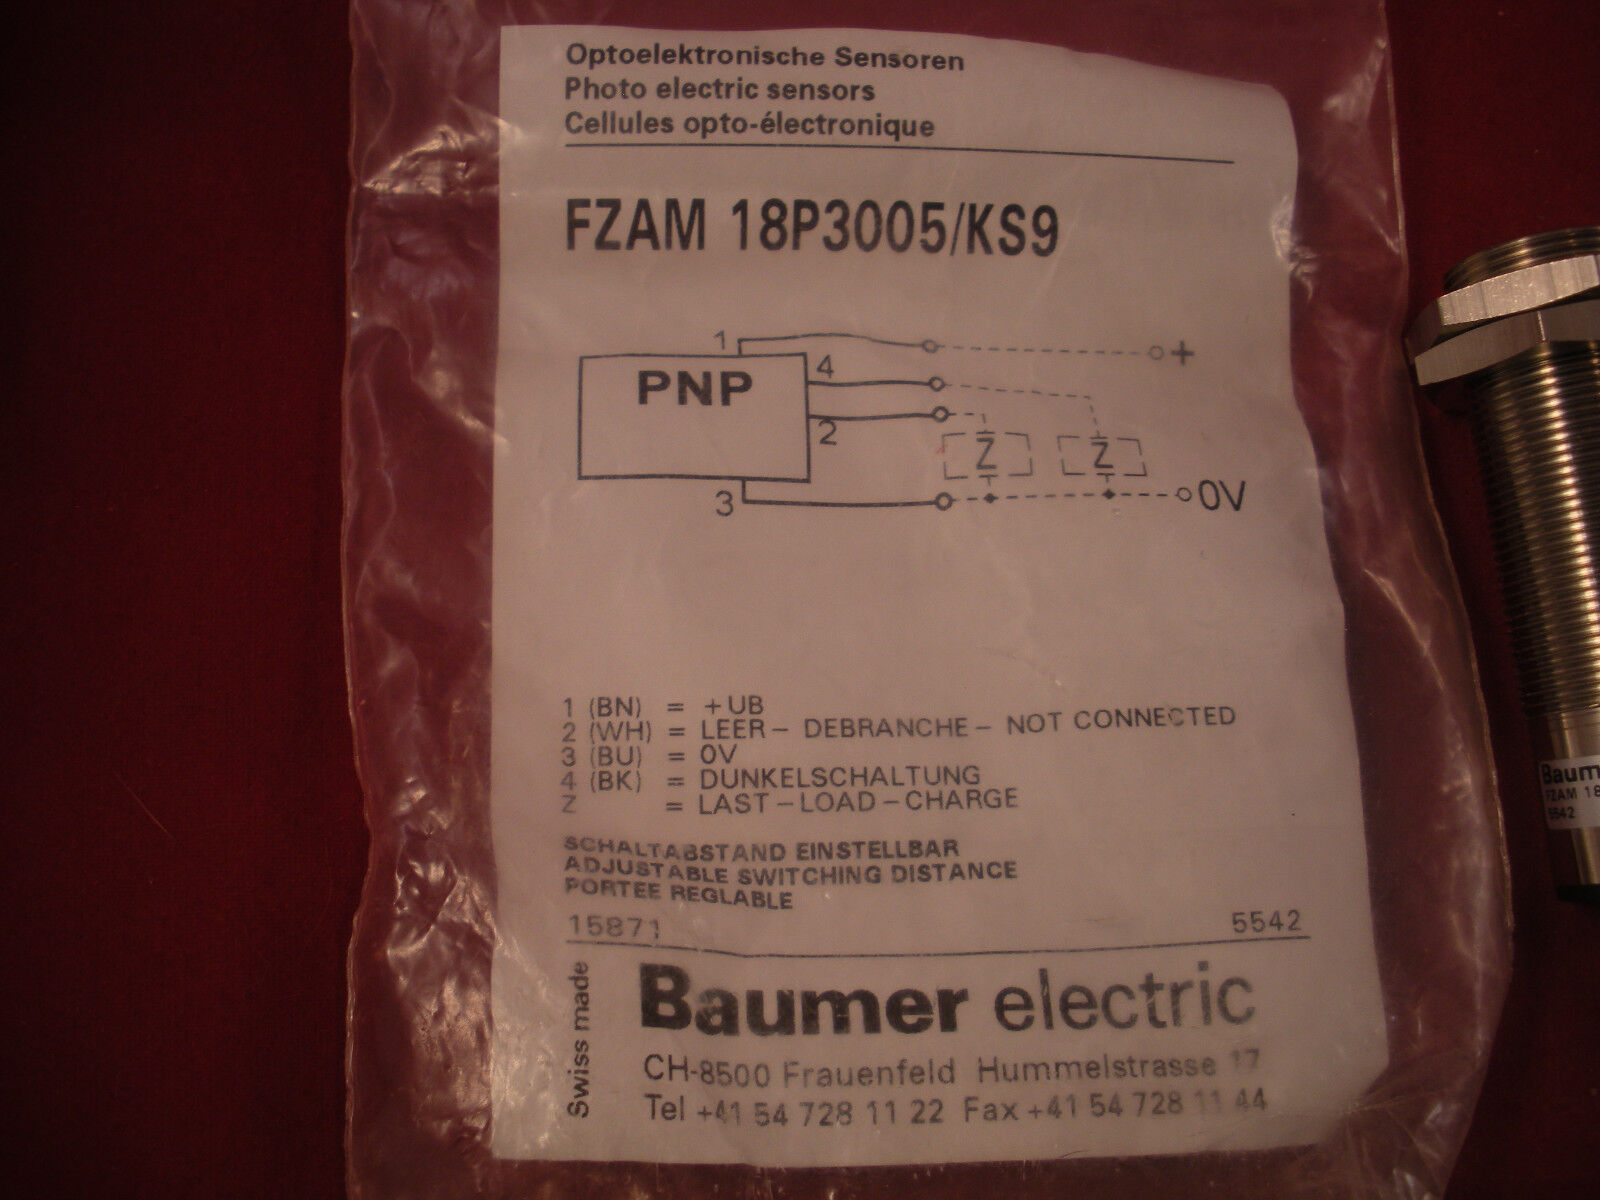 Optoelektronische Sensoren
Photo electric sensors
Cellules opto-électronique
FZAM 18P3005/KS9
1
+
PNP
4
2
Z
Z
3
0V
1 (BN) = +UB
2 (WH) = LEER - DEBRANCHE - NOT CONNECTED
3 (BU) = 0V
4 (BK) = DUNKELSCHALTUNG
Z = LAST-LOAD-CHARGE
SCHALTABSTAND EINSTELLBAR
ADJUSTABLE SWITCHING DISTANCE
PORTEE REGLABLE
15871 5542
Swiss made
Baumer electric
CH-8500 Frauenfeld Hummelstrasse 17
Tel +41 54 728 11 22 Fax +41 54 728 11 44
Baum
FZAM 18
5542